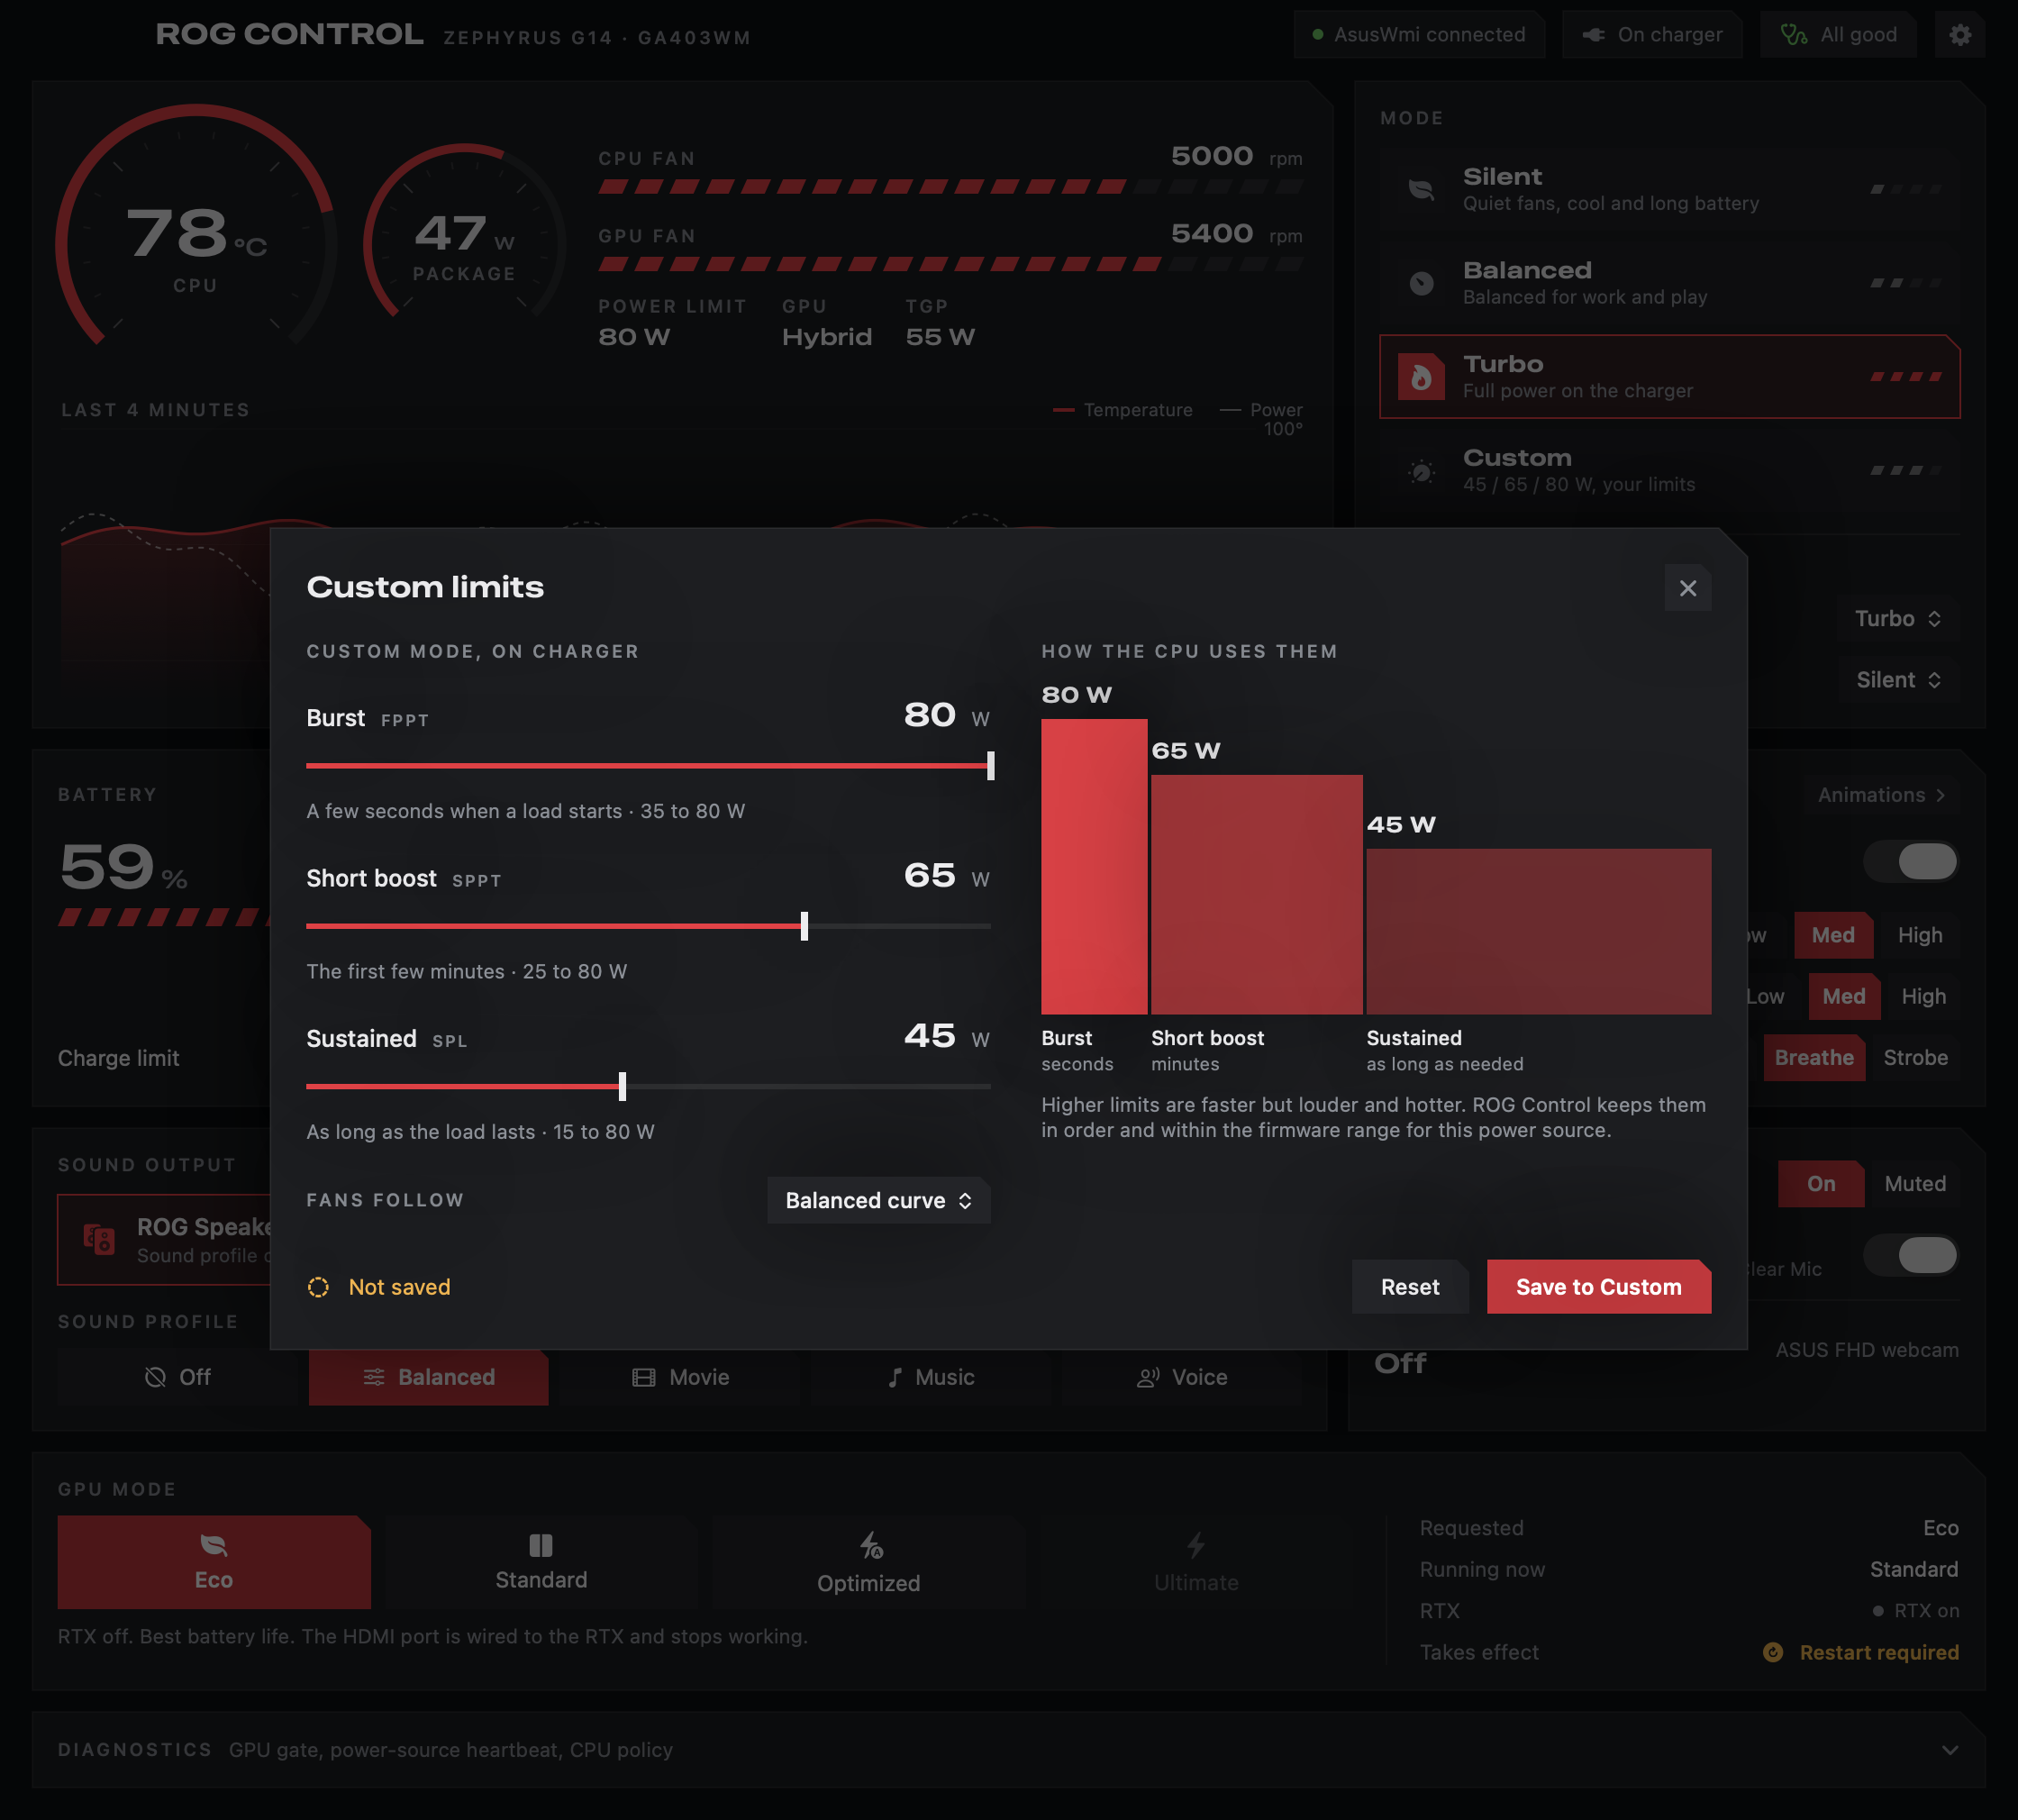 ROG CONTROL ZEPHYRUS G14 · GA403WM
AsusWmi connected
On charger
All good
78 °C
CPU
47 W
PACKAGE
CPU FAN 5000 rpm
GPU FAN 5400 rpm
POWER LIMIT GPU TGP
80 W Hybrid 55 W
LAST 4 MINUTES
Temperature Power
100°
MODE
Silent
Quiet fans, cool and long battery
Balanced
Balanced for work and play
Turbo
Full power on the charger
Custom
45 / 65 / 80 W, your limits
Turbo
Silent
Custom limits
CUSTOM MODE, ON CHARGER
Burst FPPT 80 W
A few seconds when a load starts · 35 to 80 W
Short boost SPPT 65 W
The first few minutes · 25 to 80 W
Sustained SPL 45 W
As long as the load lasts · 15 to 80 W
FANS FOLLOW Balanced curve
Not saved
HOW THE CPU USES THEM
80 W
65 W
45 W
Burst Short boost Sustained
seconds minutes as long as needed
Higher limits are faster but louder and hotter. ROG Control keeps them
in order and within the firmware range for this power source.
Reset Save to Custom
BATTERY
59 %
Charge limit
Animations
Med High
Low Med High
Breathe Strobe
SOUND OUTPUT
ROG Speake
Sound profile
SOUND PROFILE
Off Balanced Movie Music Voice
On Muted
Clear Mic
Off
ASUS FHD webcam
GPU MODE
Eco Standard Optimized Ultimate
RTX off. Best battery life. The HDMI port is wired to the RTX and stops working.
Requested Eco
Running now Standard
RTX RTX on
Takes effect Restart required
DIAGNOSTICS GPU gate, power-source heartbeat, CPU policy